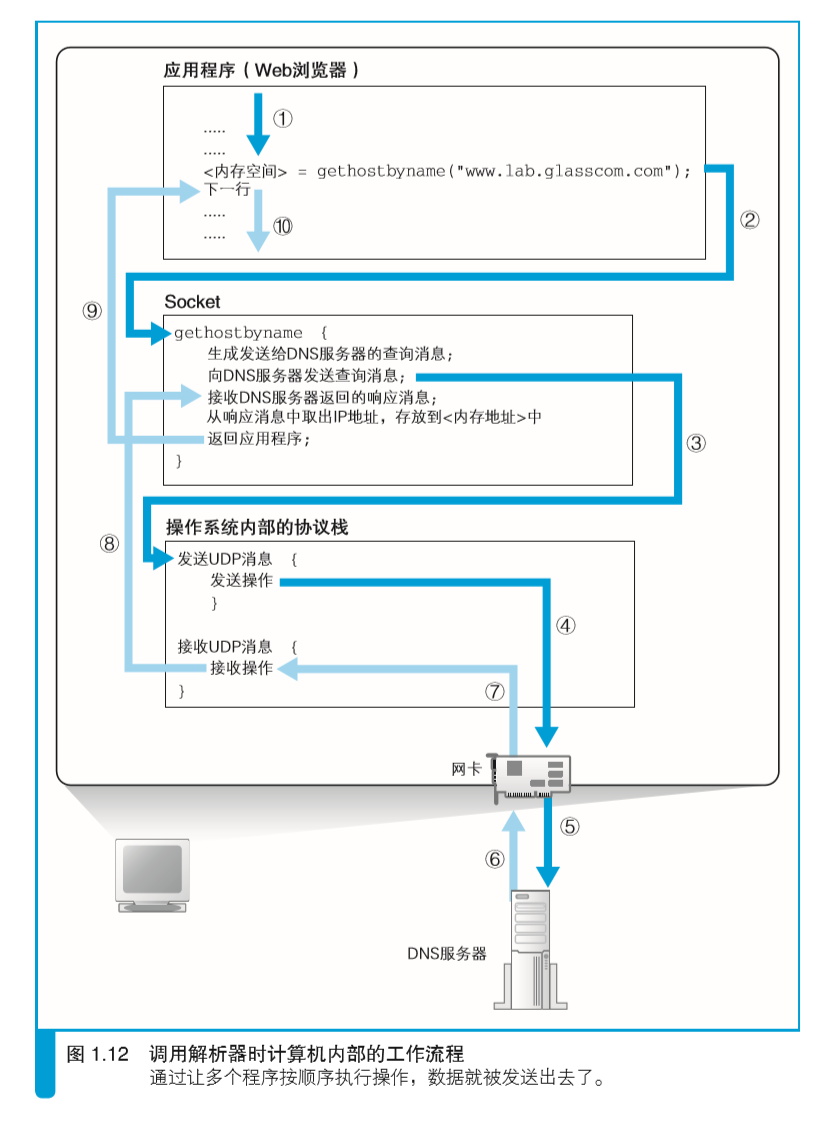 应用程序（Web浏览器）
①
.....
.....
<内存空间> = gethostbyname("www.lab.glasscom.com");
下一行
②
.....
.....
⑩
⑨
Socket
gethostbyname {
生成发送给DNS服务器的查询消息；
向DNS服务器发送查询消息；
接收DNS服务器返回的响应消息；
从响应消息中取出IP地址，存放到<内存地址>中
返回应用程序；
}
③
⑧
操作系统内部的协议栈
发送UDP消息 {
发送操作
}
④
接收UDP消息 {
接收操作
}
⑦
网卡
⑤
⑥
DNS服务器
图 1.12 调用解析器时计算机内部的工作流程
通过让多个程序按顺序执行操作，数据就被发送出去了。